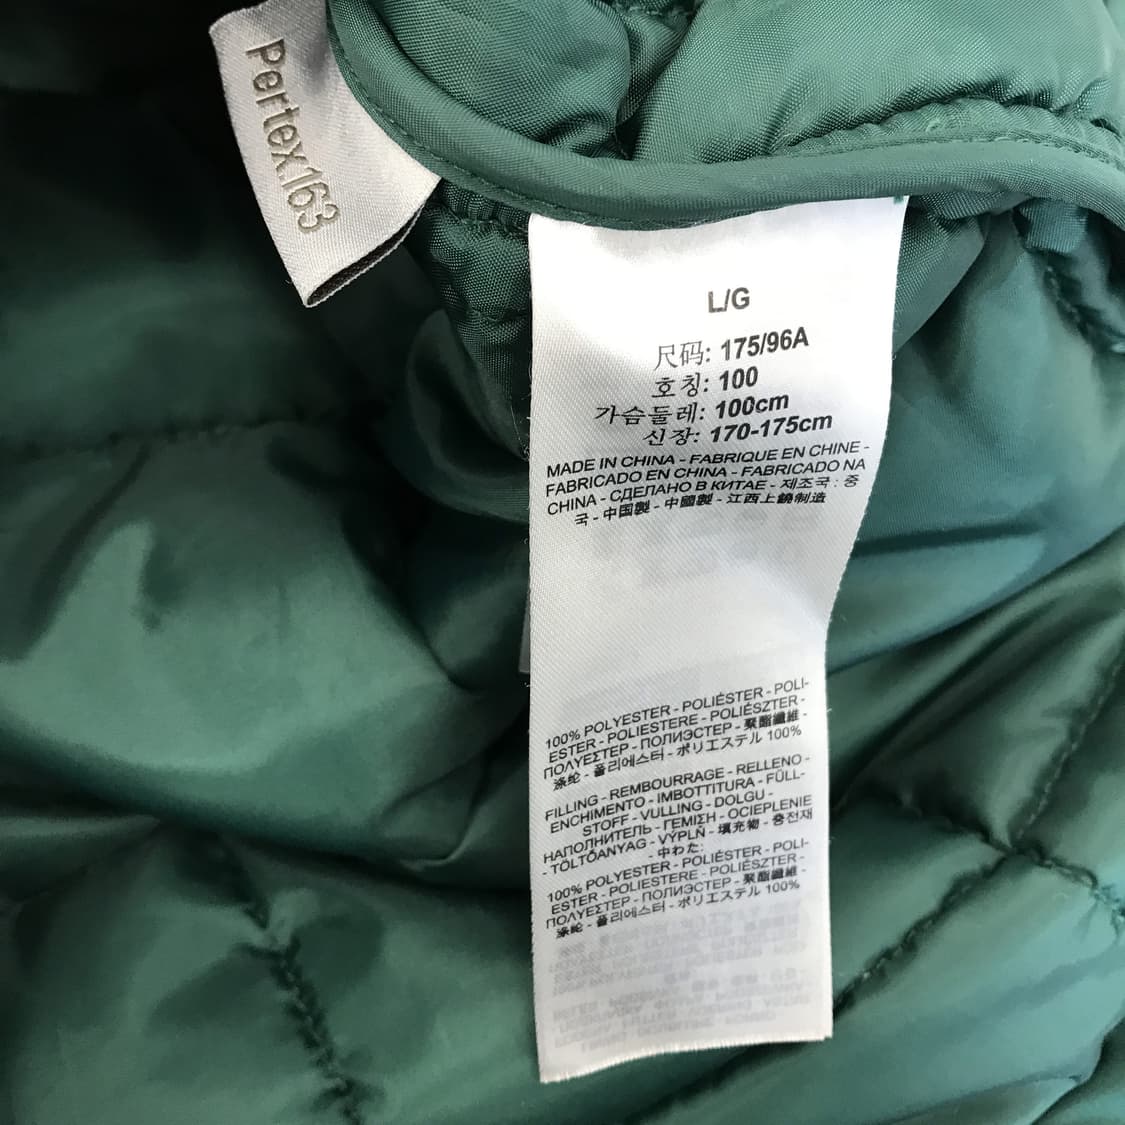 Pertex163
L/G
尺码: 175/96A
호칭: 100
가슴둘레: 100cm
신장: 170-175cm
MADE IN CHINA - FABRIQUE EN CHINE -
FABRICADO EN CHINA - FABRICADO NA
CHINA - СДЕЛАНО В КИТАЕ - 제조국 : 중
국 - 中国製 - 中國製 - 江西上饒制造
100% POLYESTER - POLIÉSTER - POLI-
ESTER - POLIESTERE - POLIÉSZTER -
ΠΟΛΥΕΣΤΕΡ - ПОЛИЭСТЕР - 聚酯纖維 -
涤纶 - 폴리에스터 - ポリエステル 100%
FILLING - REMBOURRAGE - RELLENO -
ENCHIMENTO - IMBOTTITURA - FÜLL-
STOFF - VULLING - DOLGU -
НАПОЛНИТЕЛЬ - ΓΕΜΙΣΗ - OCIEPLENIE
- TÖLTŐANYAG - VÝPLŇ - 填充物 - 충전재
- 中わた:
100% POLYESTER - POLIÉSTER - POLI-
ESTER - POLIESTERE - POLIÉSZTER -
ΠΟΛΥΕΣΤΕΡ - ПОЛИЭСТЕР - 聚酯纖維 -
涤纶 - 폴리에스터 - ポリエステル 100%